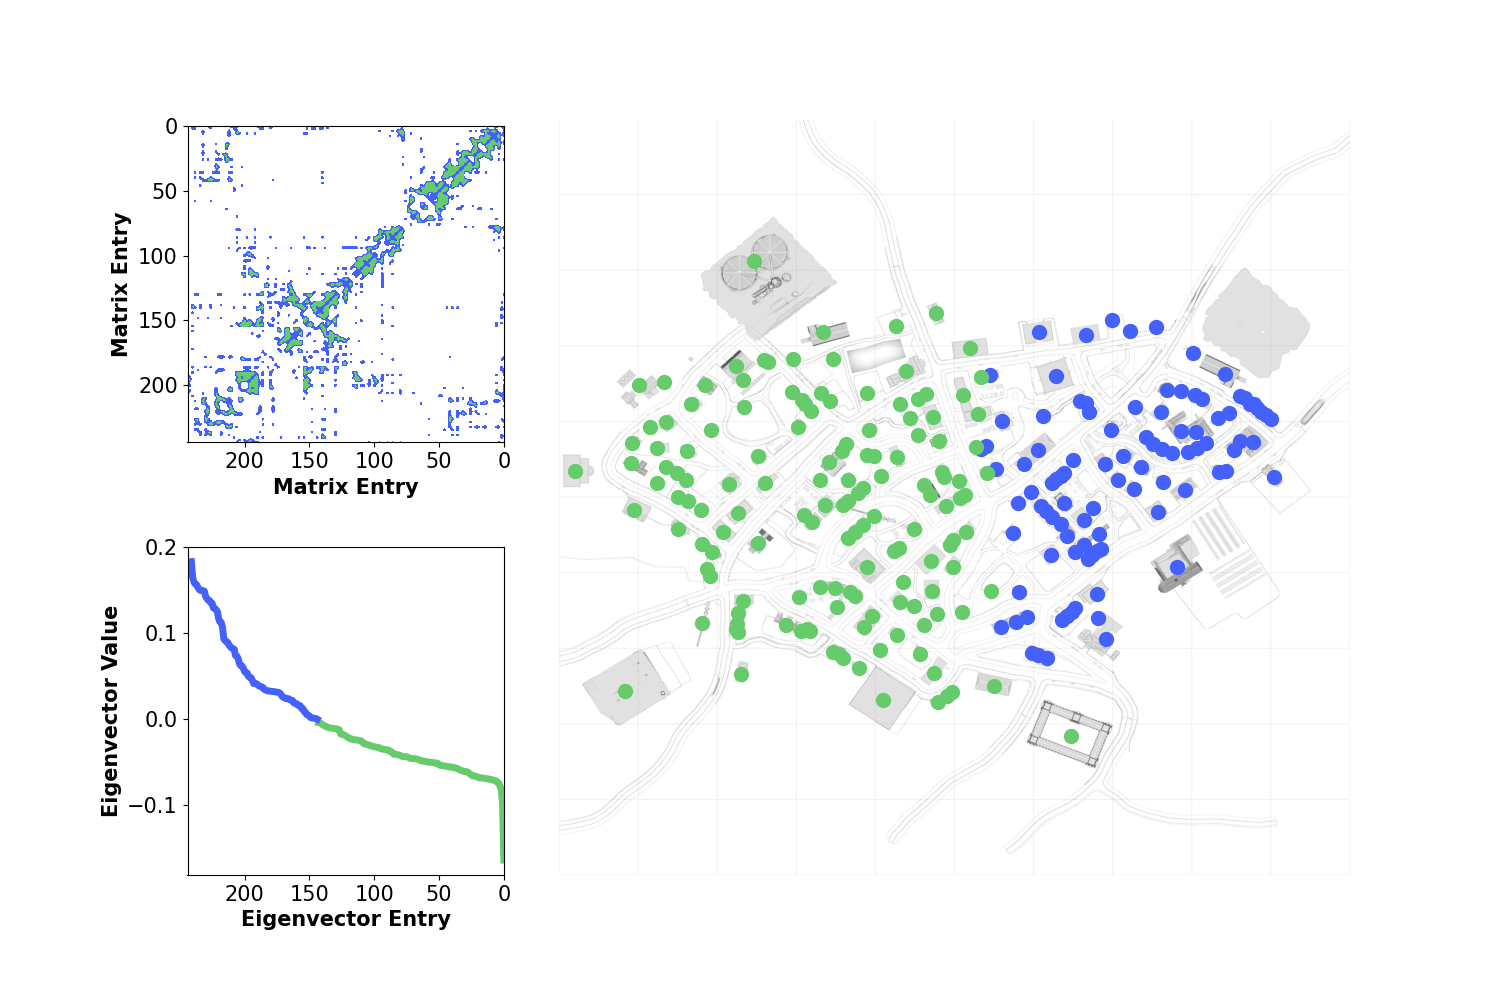 0
50
100
150
200
Matrix Entry
200 150 100 50 0
Matrix Entry
0.2
0.1
0.0
−0.1
Eigenvector Value
200 150 100 50 0
Eigenvector Entry